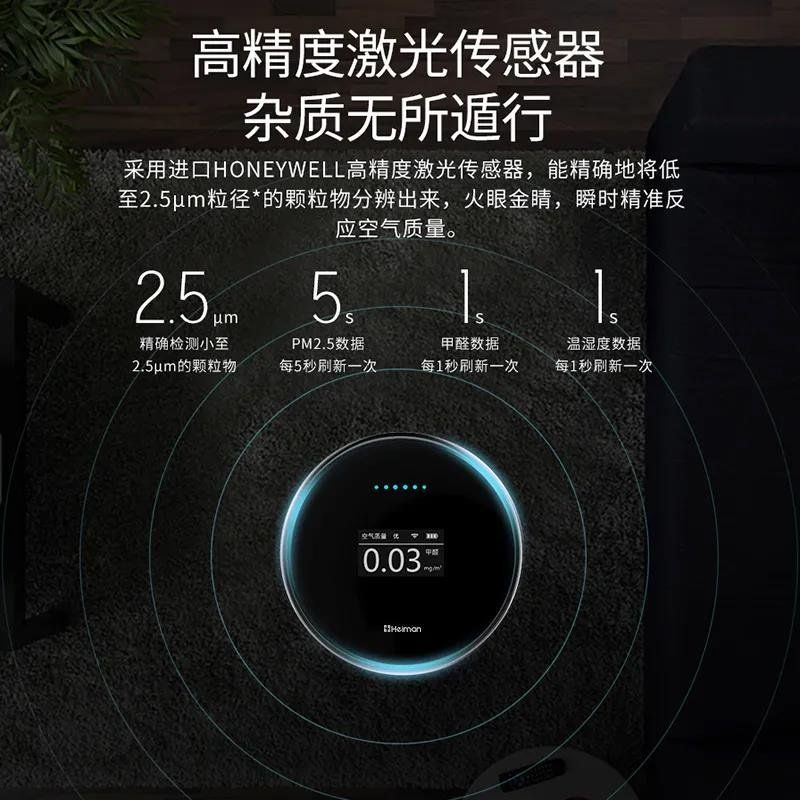 高精度激光传感器
杂质无所遁行
采用进口HONEYWELL高精度激光传感器，能精确地将低
至2.5μm粒径*的颗粒物分辨出来，火眼金睛，瞬时精准反
应空气质量。
2.5μm
精确检测小至
2.5μm的颗粒物
5s
PM2.5数据
每5秒刷新一次
1s
甲醛数据
每1秒刷新一次
1s
温湿度数据
每1秒刷新一次
空气质量 优
0.03 甲醛
mg/m³
Heiman